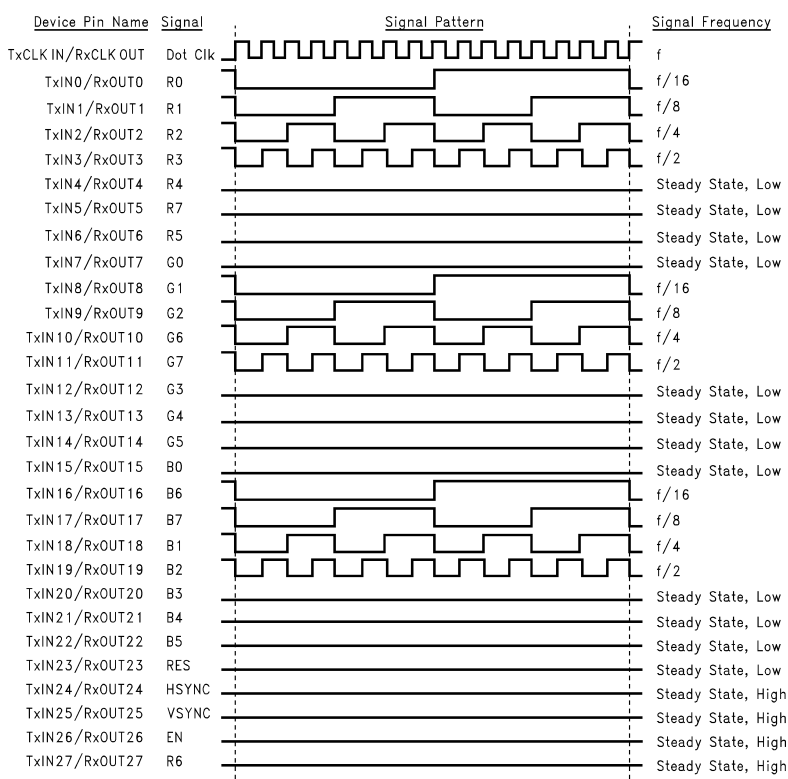 Device Pin Name Signal Signal Pattern Signal Frequency
TxCLK IN/RxCLK OUT Dot Clk f
TxIN0/RxOUT0 R0 f/16
TxIN1/RxOUT1 R1 f/8
TxIN2/RxOUT2 R2 f/4
TxIN3/RxOUT3 R3 f/2
TxIN4/RxOUT4 R4 Steady State, Low
TxIN5/RxOUT5 R7 Steady State, Low
TxIN6/RxOUT6 R5 Steady State, Low
TxIN7/RxOUT7 G0 Steady State, Low
TxIN8/RxOUT8 G1 f/16
TxIN9/RxOUT9 G2 f/8
TxIN10/RxOUT10 G6 f/4
TxIN11/RxOUT11 G7 f/2
TxIN12/RxOUT12 G3 Steady State, Low
TxIN13/RxOUT13 G4 Steady State, Low
TxIN14/RxOUT14 G5 Steady State, Low
TxIN15/RxOUT15 B0 Steady State, Low
TxIN16/RxOUT16 B6 f/16
TxIN17/RxOUT17 B7 f/8
TxIN18/RxOUT18 B1 f/4
TxIN19/RxOUT19 B2 f/2
TxIN20/RxOUT20 B3 Steady State, Low
TxIN21/RxOUT21 B4 Steady State, Low
TxIN22/RxOUT22 B5 Steady State, Low
TxIN23/RxOUT23 RES Steady State, Low
TxIN24/RxOUT24 HSYNC Steady State, High
TxIN25/RxOUT25 VSYNC Steady State, High
TxIN26/RxOUT26 EN Steady State, High
TxIN27/RxOUT27 R6 Steady State, High